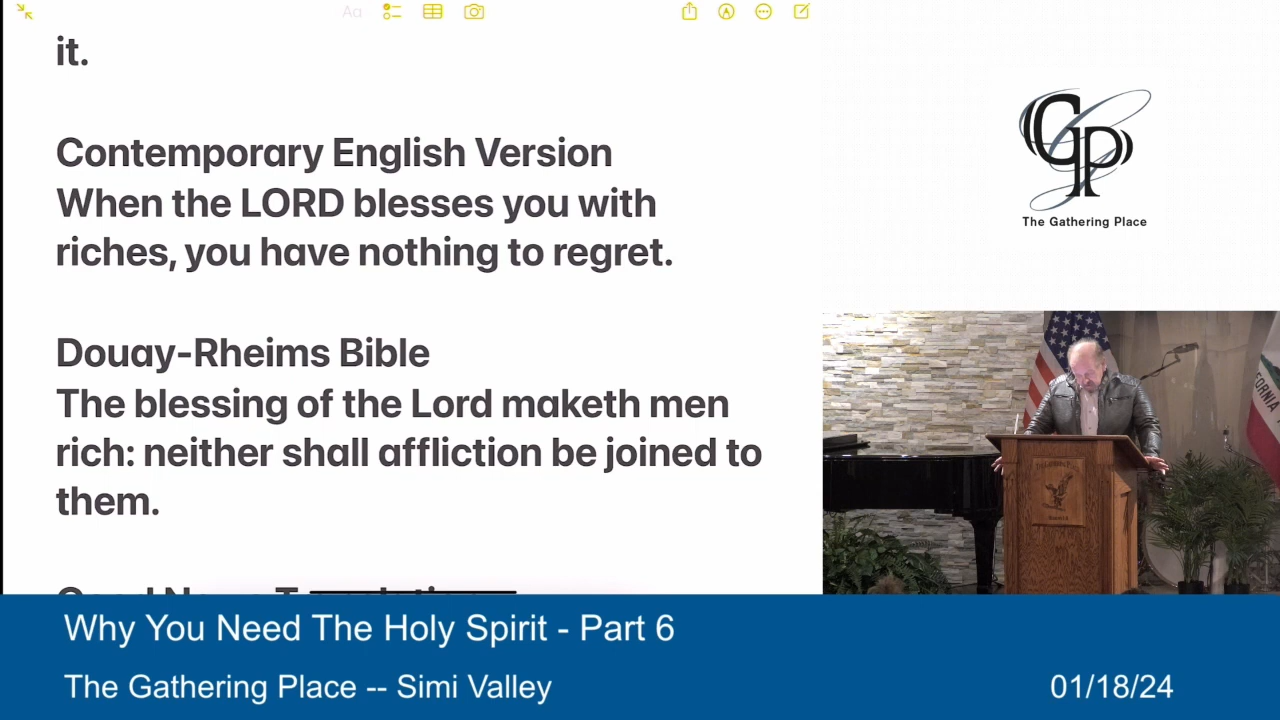 it.
Contemporary English Version
When the LORD blesses you with
riches, you have nothing to regret.
Douay-Rheims Bible
The blessing of the Lord maketh men
rich: neither shall affliction be joined to
them.
GP
The Gathering Place
Why You Need The Holy Spirit - Part 6
The Gathering Place -- Simi Valley
01/18/24